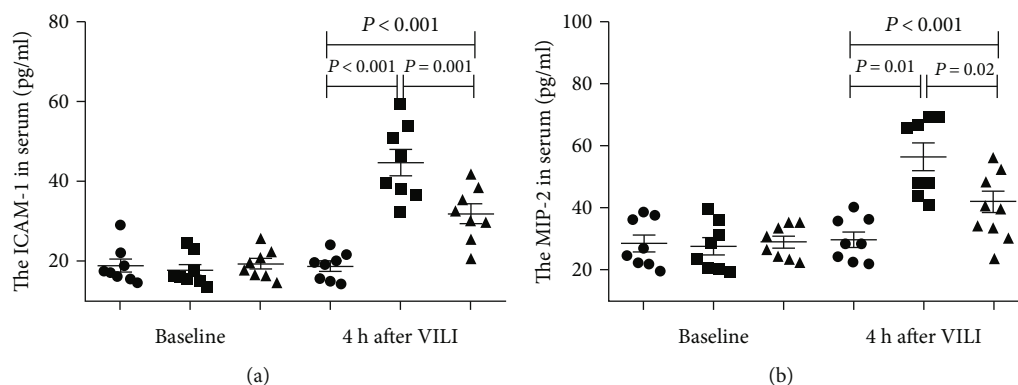 The ICAM-1 in serum (pg/ml)
80
60
40
20
P < 0.001
P < 0.001
P = 0.001
Baseline
4 h after VILI
(a)
The MIP-2 in serum (pg/ml)
100
80
60
40
20
P < 0.001
P = 0.01
P = 0.02
Baseline
4 h after VILI
(b)